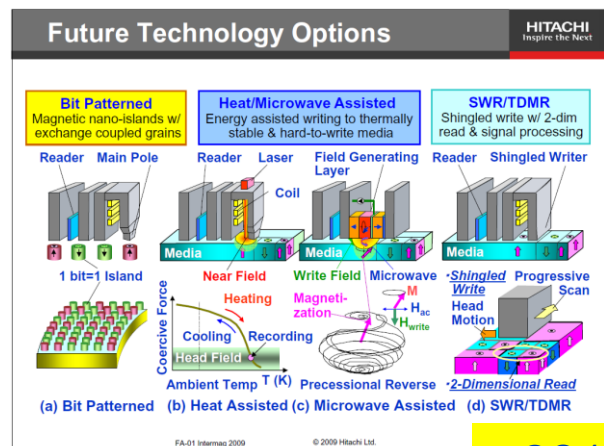 Future Technology Options
HITACHI
Inspire the Next
Bit Patterned
Magnetic nano-islands w/
exchange coupled grains
Heat/Microwave Assisted
Energy assisted writing to thermally
stable & hard-to-write media
SWR/TDMR
Shingled write w/ 2-dim
read & signal processing
Reader
Main Pole
Reader
Laser
Field Generating
Layer
Reader
Shingled Writer
Coil
Media
Media
1 bit=1 Island
Near Field
Write Field
Microwave
•Shingled
Write
Progressive
Scan
Heating
Magneti-
zation
M
Hac
Hwrite
Head
Motion
Coercive Force
Cooling
Recording
Head Field
Ambient Temp
T (K)
Precessional Reverse
•2-Dimensional Read
(a) Bit Patterned
(b) Heat Assisted
(c) Microwave Assisted
(d) SWR/TDMR
FA-01 Intermag 2009
© 2009 Hitachi Ltd.